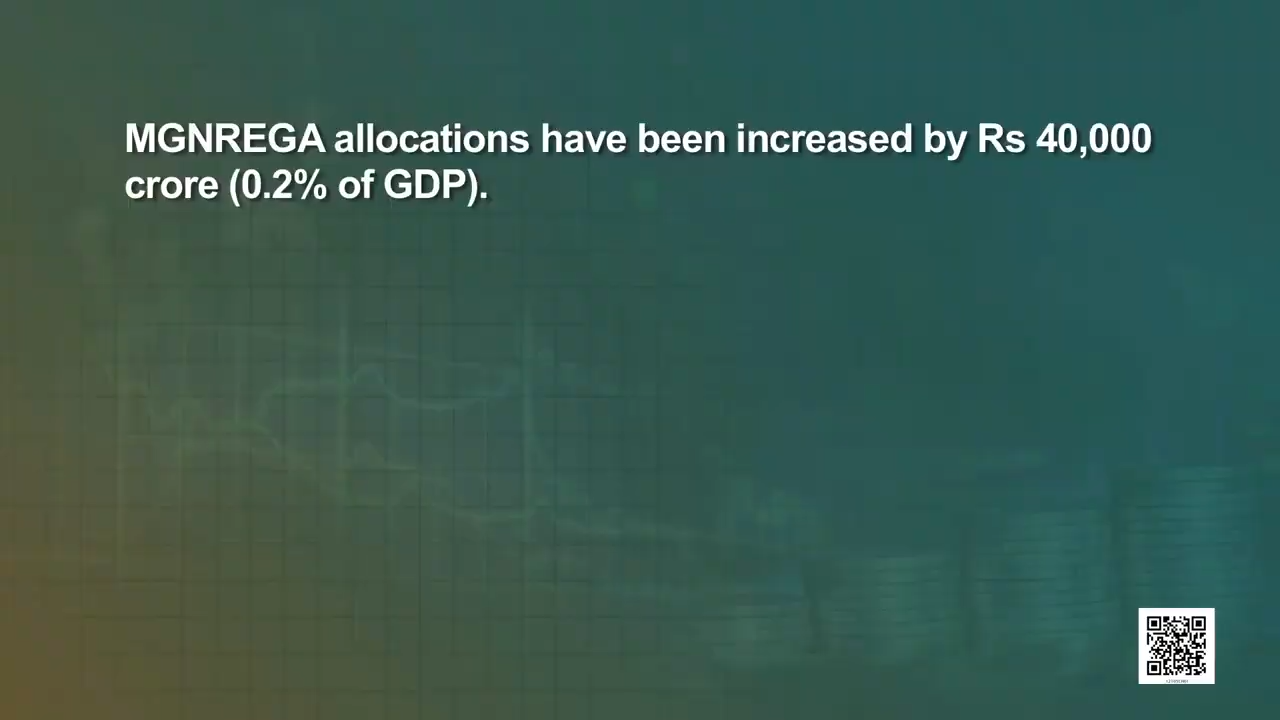 MGNREGA allocations have been increased by Rs 40,000
crore (0.2% of GDP).